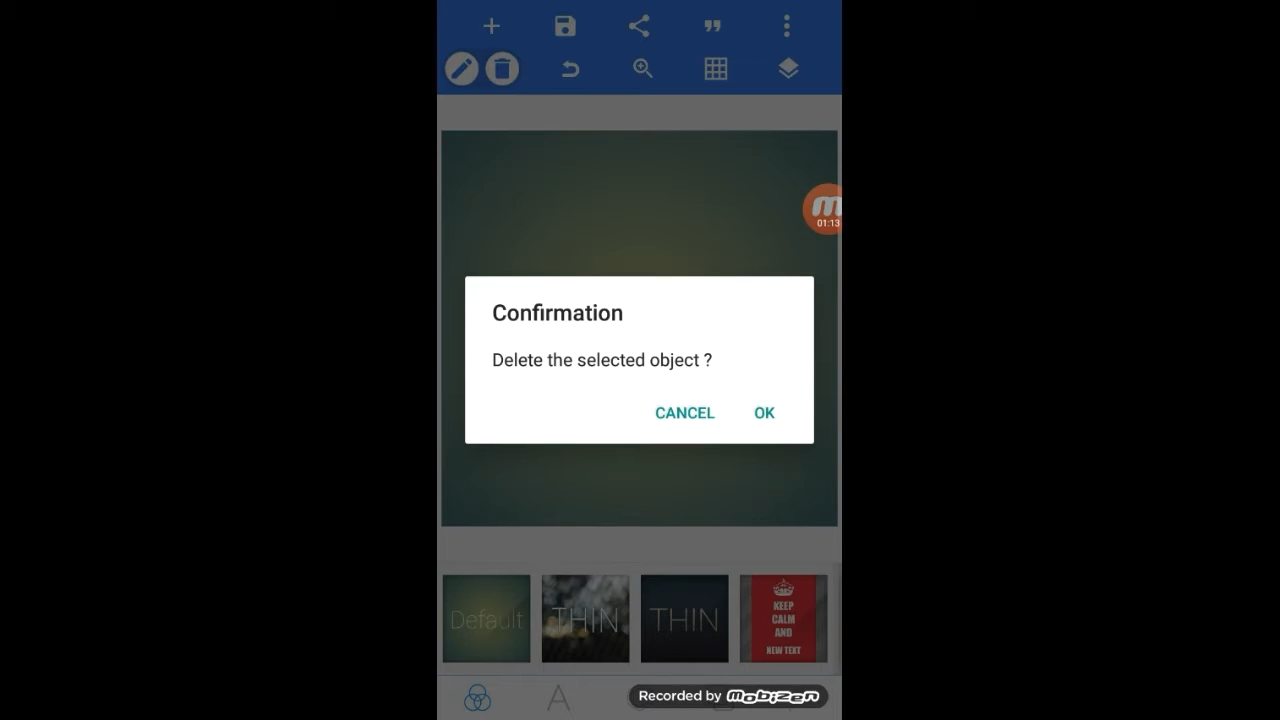 01:13
Confirmation
Delete the selected object ?
CANCEL OK
Default
THIN
THIN
KEEP
CALM
AND
NEW TEXT
A
Recorded by Mobizen